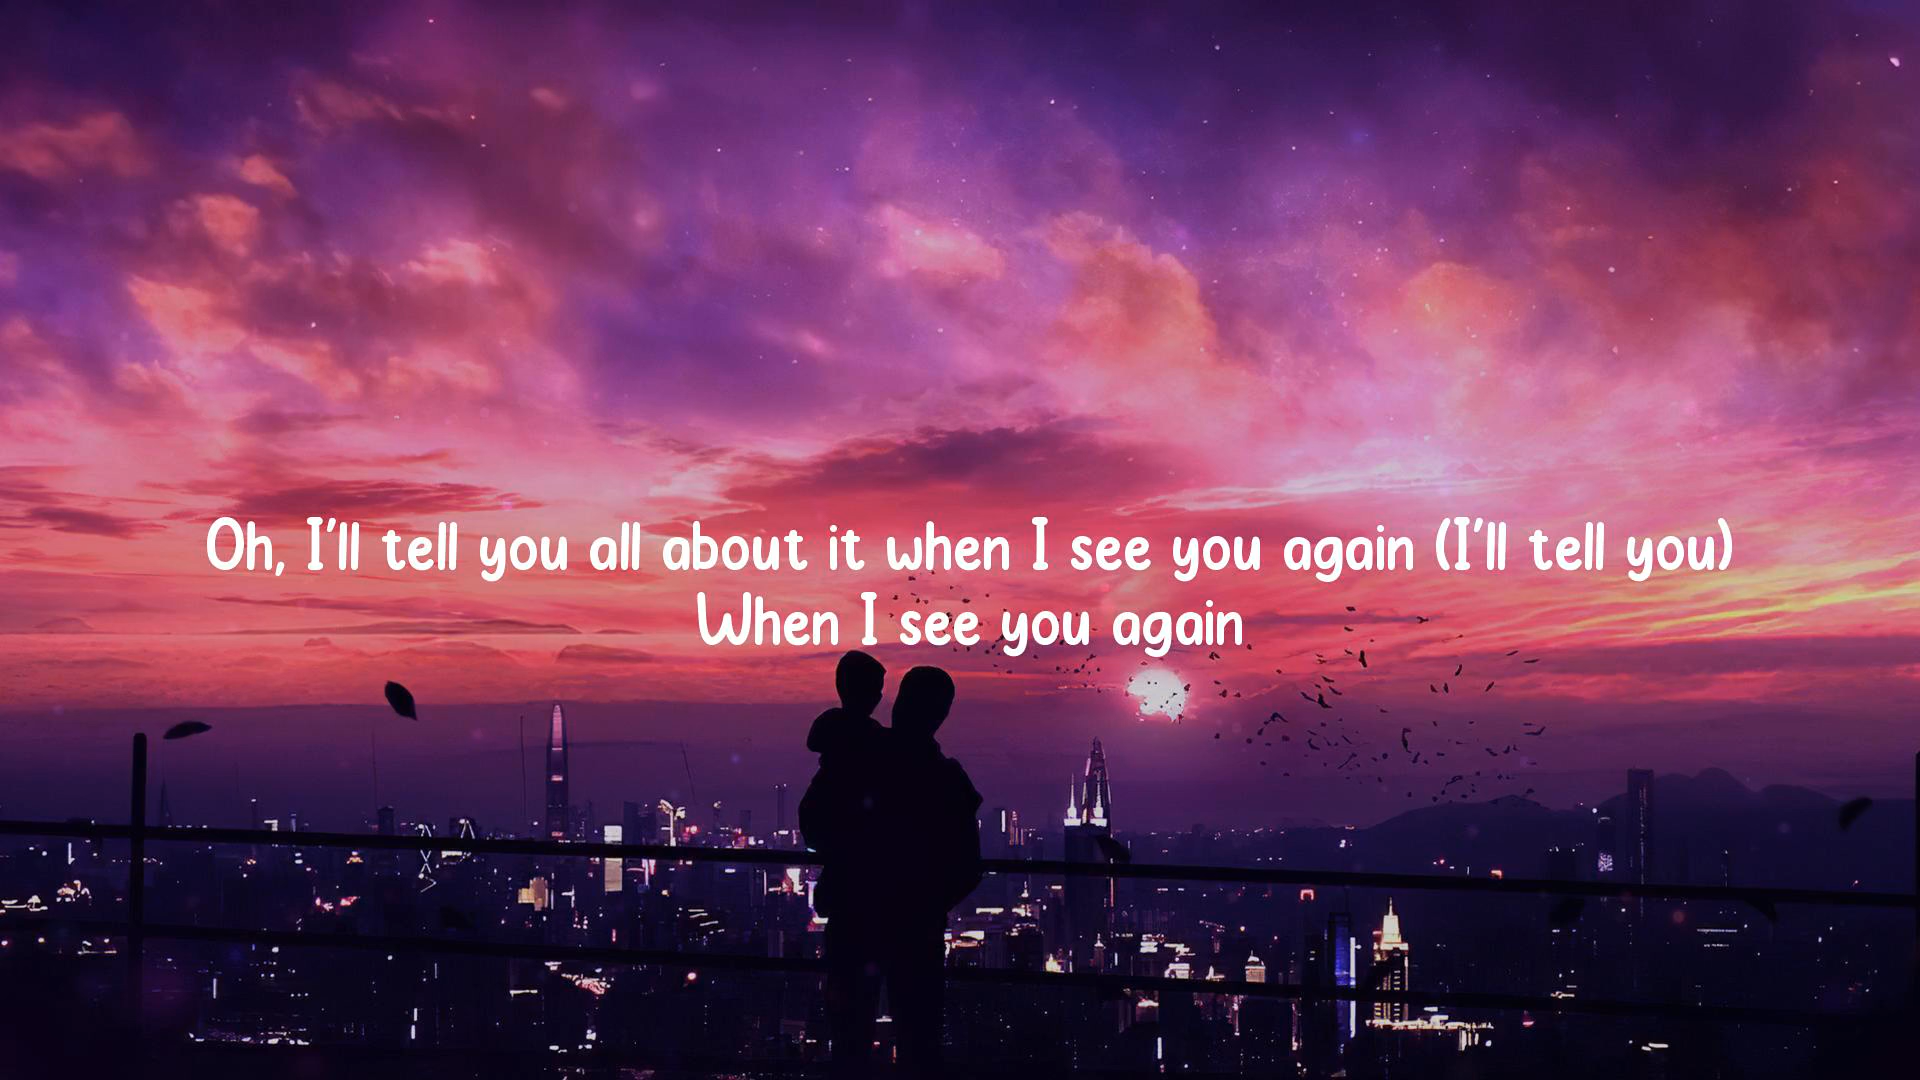 Oh, I'll tell you all about it when I see you again (I'll tell you)
When I see you again